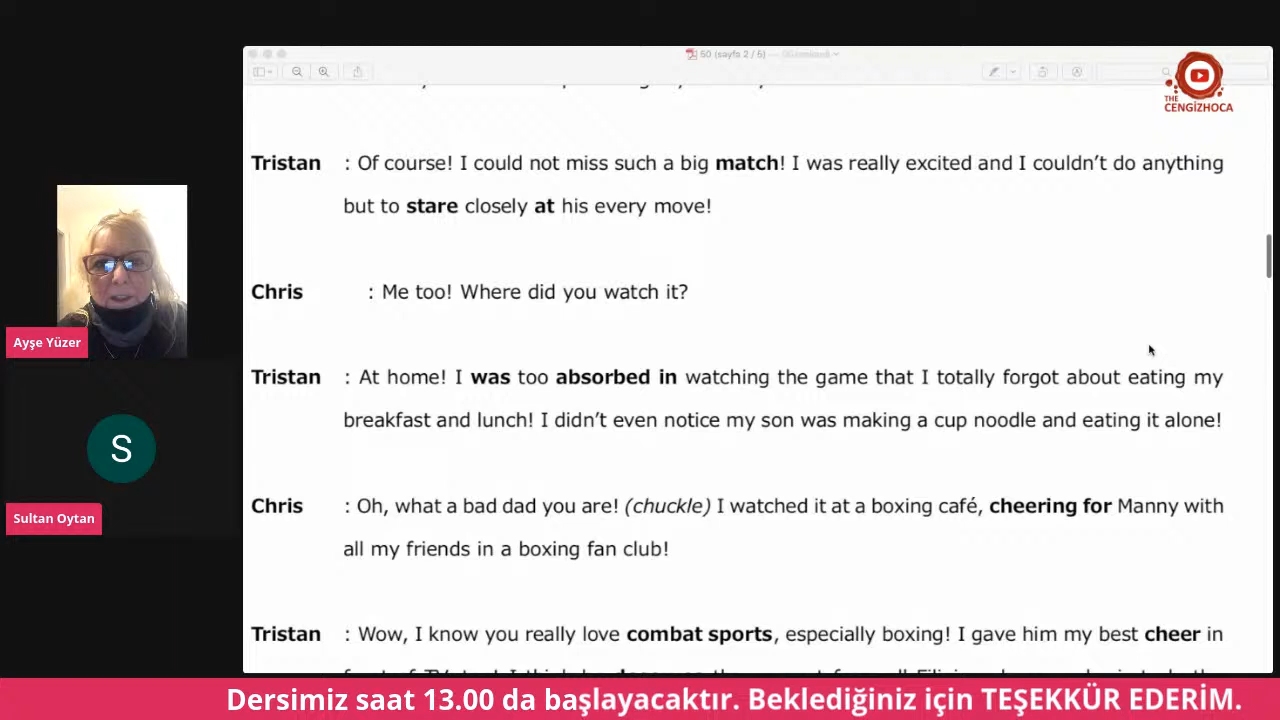 50 (sayfa 2 / 5)
THE
CENGİZHOCA
Tristan : Of course! I could not miss such a big match! I was really excited and I couldn't do anything
but to stare closely at his every move!
Chris : Me too! Where did you watch it?
Tristan : At home! I was too absorbed in watching the game that I totally forgot about eating my
breakfast and lunch! I didn't even notice my son was making a cup noodle and eating it alone!
Chris : Oh, what a bad dad you are! (chuckle) I watched it at a boxing café, cheering for Manny with
all my friends in a boxing fan club!
Tristan : Wow, I know you really love combat sports, especially boxing! I gave him my best cheer in
Ayşe Yüzer
S
Sultan Oytan
Dersimiz saat 13.00 da başlayacaktır. Beklediğiniz için TEŞEKKÜR EDERİM.